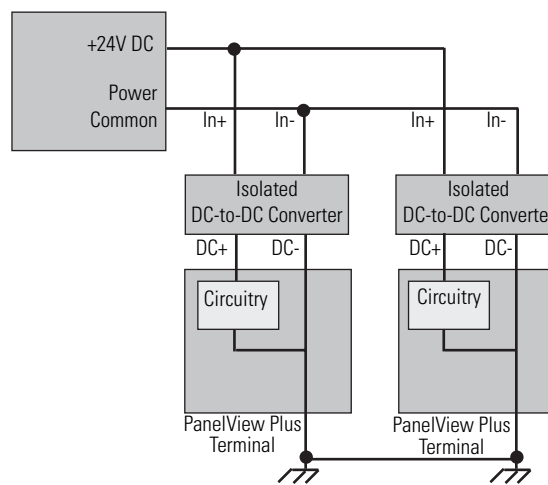 +24V DC
Power
Common
In+ In- In+ In-
Isolated
DC-to-DC Converter
Isolated
DC-to-DC Converte
DC+ DC- DC+ DC-
Circuitry
Circuitry
PanelView Plus
Terminal
PanelView Plus
Terminal